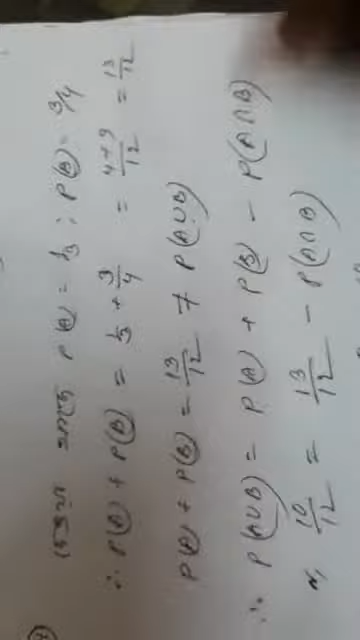 দেওয়া আছে P(A) = 1/3 ; P(B) = 3/4
∴ P(A) + P(B) = 1/3 + 3/4 = 4+9/12 = 13/12
P(A) + P(B) = 13/12 ≠ P(A∪B)
∴ P(A∪B) = P(A) + P(B) − P(A∩B)
10/12 = 13/12 − P(A∩B)